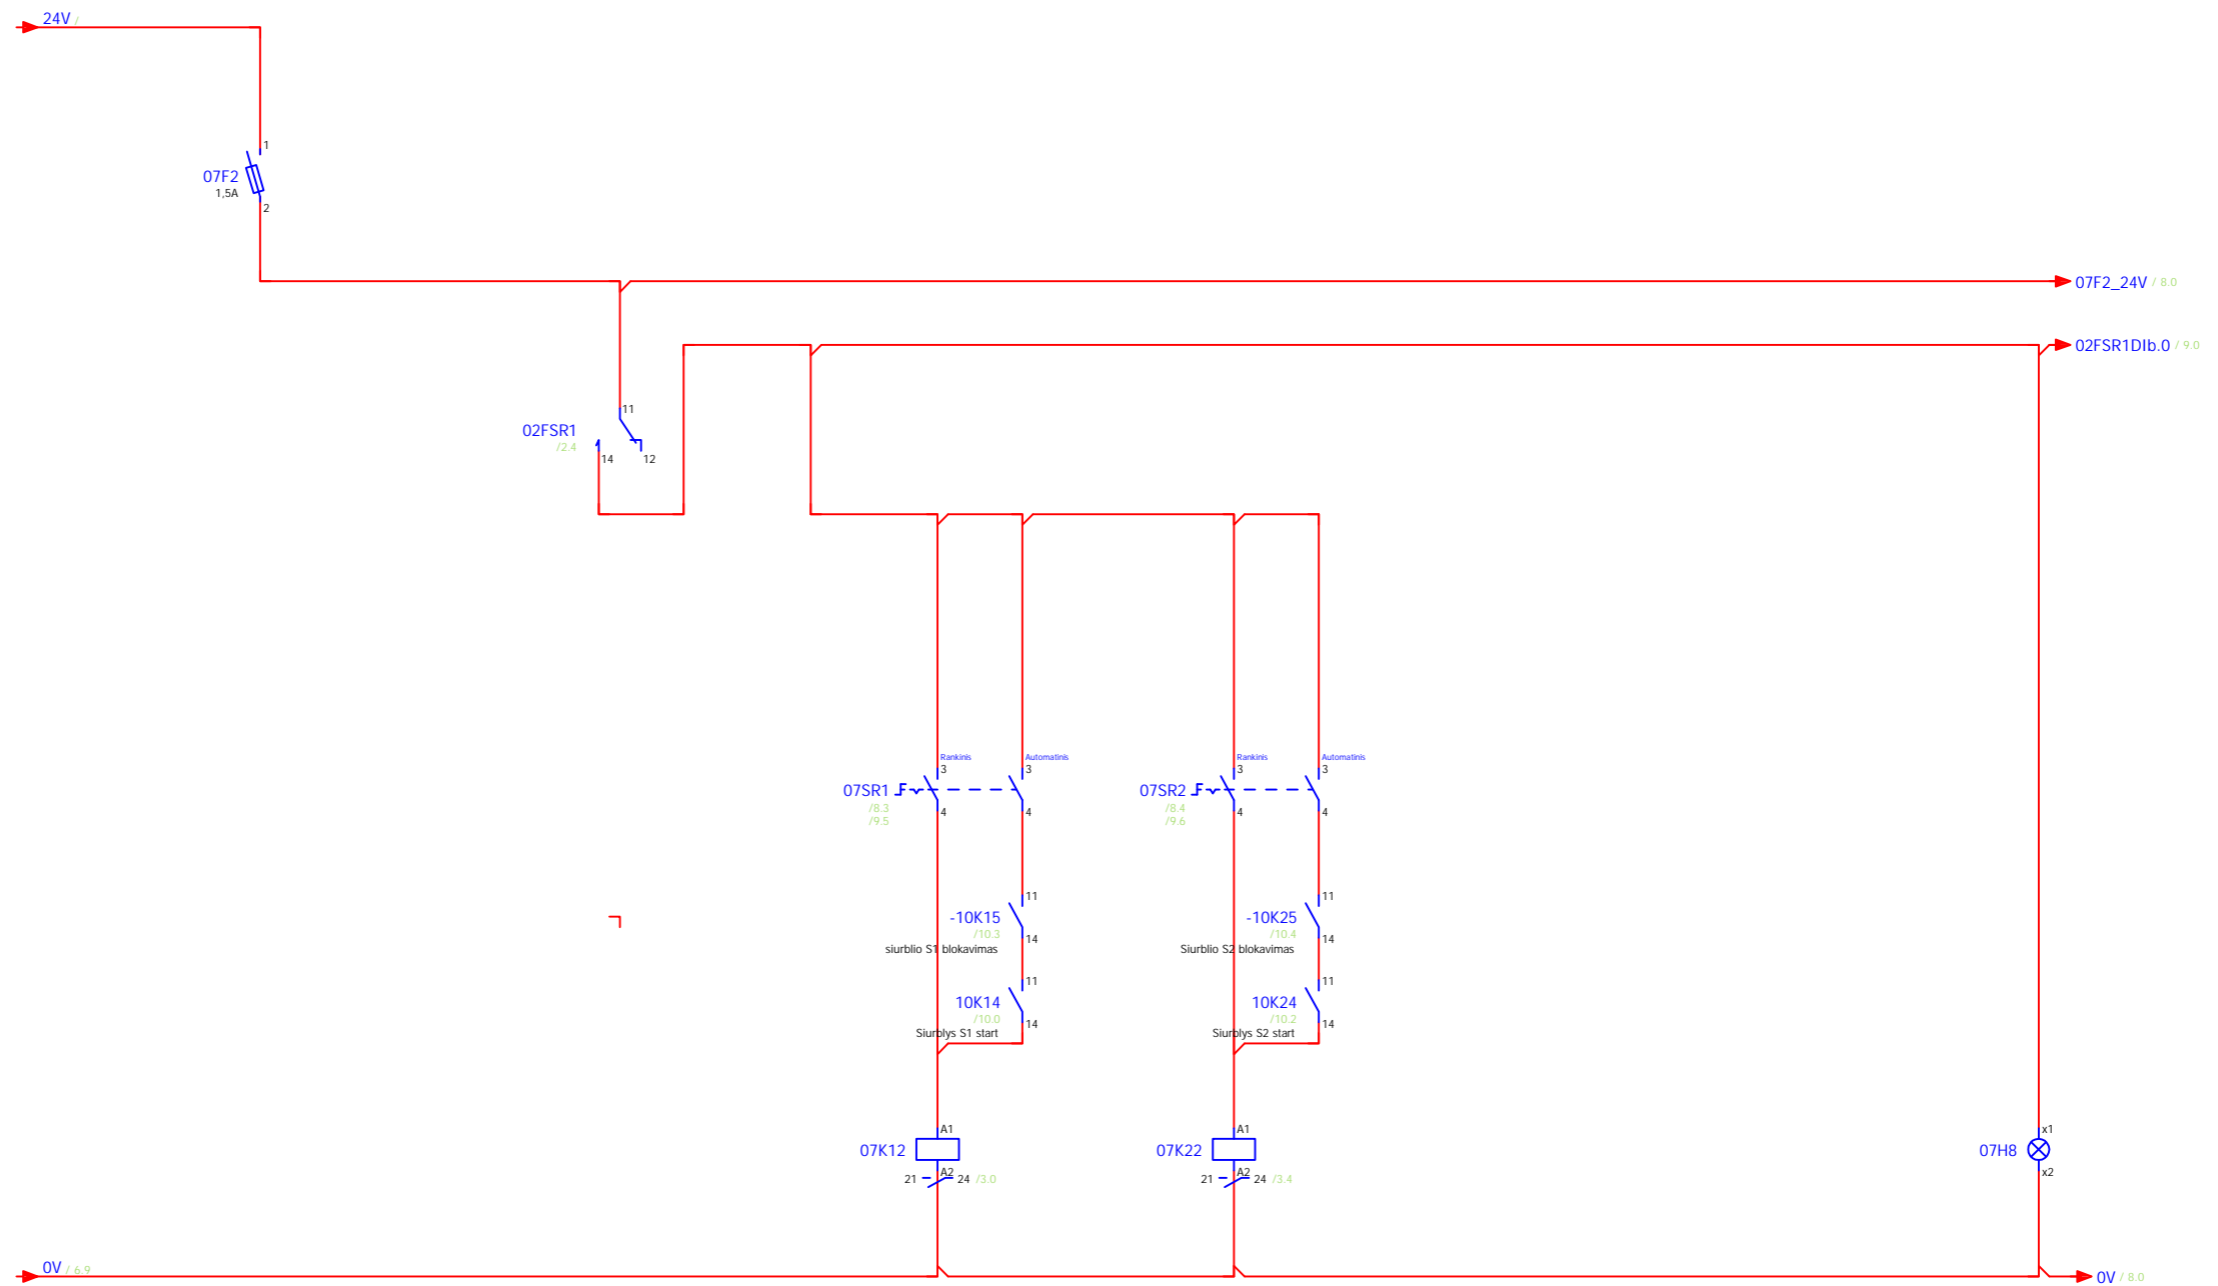 24V /
1
07F2
1,5A
2
07F2_24V / 8.0
02FSR1DIb.0 / 9.0
11
02FSR1
/2.4
14
12
Rankinis
Automatinis
Rankinis
Automatinis
3
3
3
3
07SR1
07SR2
/8.3
/8.4
/9.5
/9.6
4
4
4
4
11
11
-10K15
-10K25
/10.3
/10.4
14
14
siurblio S1 blokavimas
Siurblio S2 blokavimas
11
11
10K14
10K24
/10.0
/10.2
14
14
Siurblys S1 start
Siurblys S2 start
A1
A1
x1
07K12
07K22
07H8
A2
A2
x2
21
24 /3.0
21
24 /3.4
0V / 6.9
0V / 8.0